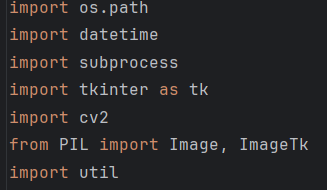 import os.path
import datetime
import subprocess
import tkinter as tk
import cv2
from PIL import Image, ImageTk
import util